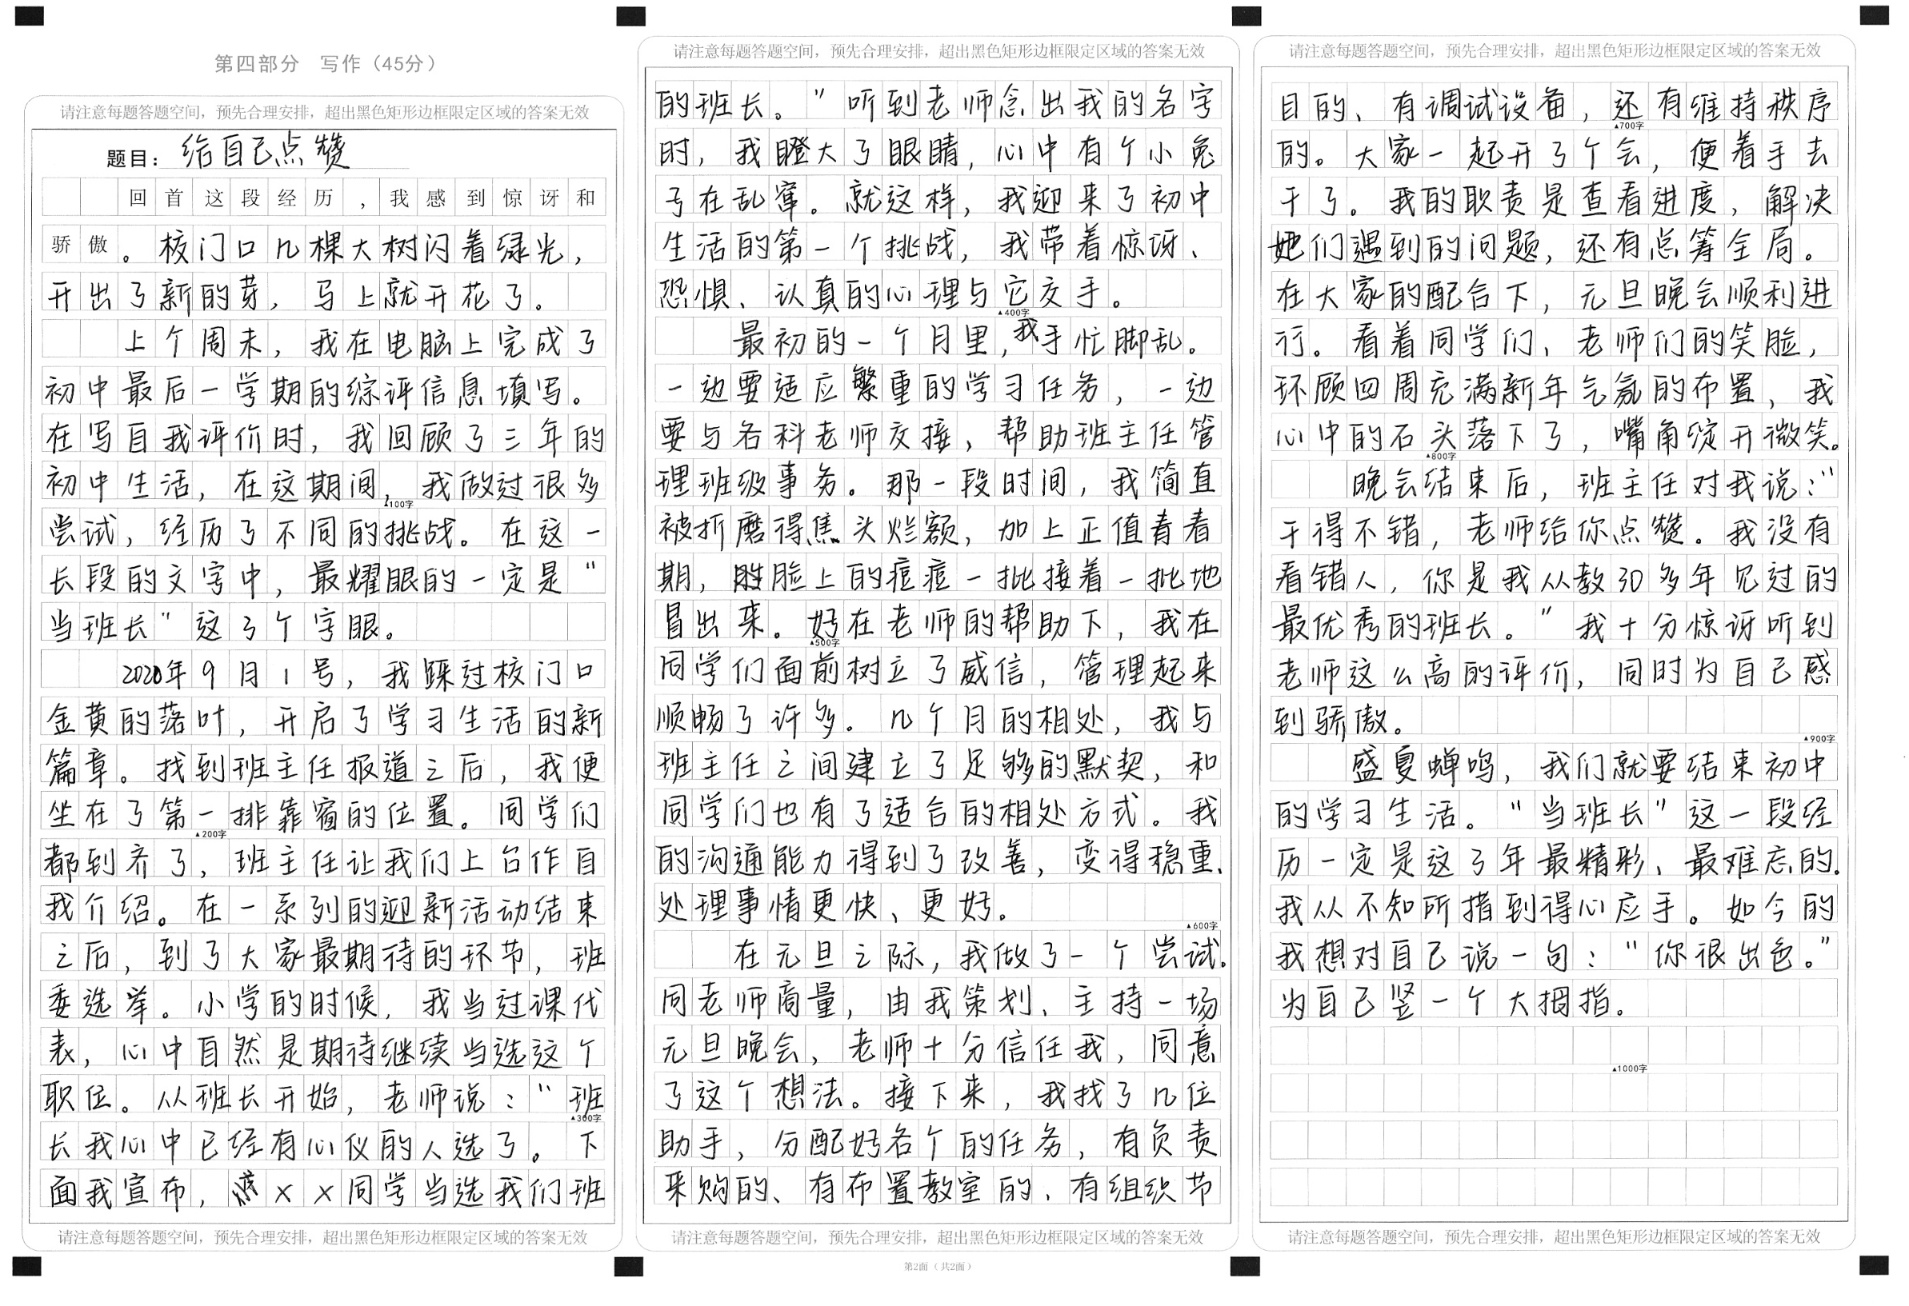 第四部分 写作（45分）
请注意每题答题空间，预先合理安排，超出黑色矩形边框限定区域的答案无效
题目：给自己点赞
回首这段经历，我感到惊讶和
骄傲。校门口几棵大树闪着绿光，
开出了新的芽，马上就开花了。
上个周末，我在电脑上完成了
初中最后一学期的综评信息填写。
在写自我评价时，我回顾了三年的
初中生活，在这期间，我做过很多
▲100字
尝试，经历了不同的挑战。在这一
长段的文字中，最耀眼的一定是“
当班长”这3个字眼。
2020年9月1号，我踩过校门口
金黄的落叶，开启了学习生活的新
篇章。找到班主任报道之后，我便
坐在了第一排靠窗的位置。同学们
▲200字
都到齐了，班主任让我们上台作自
我介绍。在一系列的迎新活动结束
之后，到了大家最期待的环节，班
委选举。小学的时候，我当过课代
表，心中自然是期待继续当选这个
职位。从班长开始，老师说：“班
▲300字
长我心中已经有心仪的人选了。下
面我宣布，××同学当选我们班
请注意每题答题空间，预先合理安排，超出黑色矩形边框限定区域的答案无效
请注意每题答题空间，预先合理安排，超出黑色矩形边框限定区域的答案无效
的班长。”听到老师念出我的名字
时，我瞪大了眼睛，心中有个小兔
子在乱窜。就这样，我迎来了初中
生活的第一个挑战，我带着惊讶、
恐惧、认真的心理与它交手。
▲400字
最初的一个月里，我手忙脚乱。
一边要适应繁重的学习任务，一边
要与各科老师交接，帮助班主任管
理班级事务。那一段时间，我简直
被折磨得焦头烂额，加上正值青春
期，脸上的痘痘一批接着一批地
冒出来。好在老师的帮助下，我在
▲500字
同学们面前树立了威信，管理起来
顺畅了许多。几个月的相处，我与
班主任之间建立了足够的默契，和
同学们也有了适合的相处方式。我
的沟通能力得到了改善，变得稳重、
处理事情更快、更好。
▲600字
在元旦之际，我做了一个尝试。
同老师商量，由我策划、主持一场
元旦晚会，老师十分信任我，同意
了这个想法。接下来，我找了几位
助手，分配好各个的任务，有负责
采购的、有布置教室的、有组织节
请注意每题答题空间，预先合理安排，超出黑色矩形边框限定区域的答案无效
第2面（共2面）
请注意每题答题空间，预先合理安排，超出黑色矩形边框限定区域的答案无效
目的、有调试设备，还有维持秩序
▲700字
的。大家一起开了个会，便着手去
干了。我的职责是查看进度，解决
她们遇到的问题，还有总筹全局。
在大家的配合下，元旦晚会顺利进
行。看着同学们、老师们的笑脸，
环顾四周充满新年气氛的布置，我
心中的石头落下了，嘴角绽开微笑。
▲800字
晚会结束后，班主任对我说：“
干得不错，老师给你点赞。我没有
看错人，你是我从教30多年见过的
最优秀的班长。”我十分惊讶听到
老师这么高的评价，同时为自己感
到骄傲。
▲900字
盛夏蝉鸣，我们就要结束初中
的学习生活。“当班长”这一段经
历一定是这3年最精彩、最难忘的。
我从不知所措到得心应手。如今的
我想对自己说一句：“你很出色。”
为自己竖一个大拇指。
▲1000字
请注意每题答题空间，预先合理安排，超出黑色矩形边框限定区域的答案无效